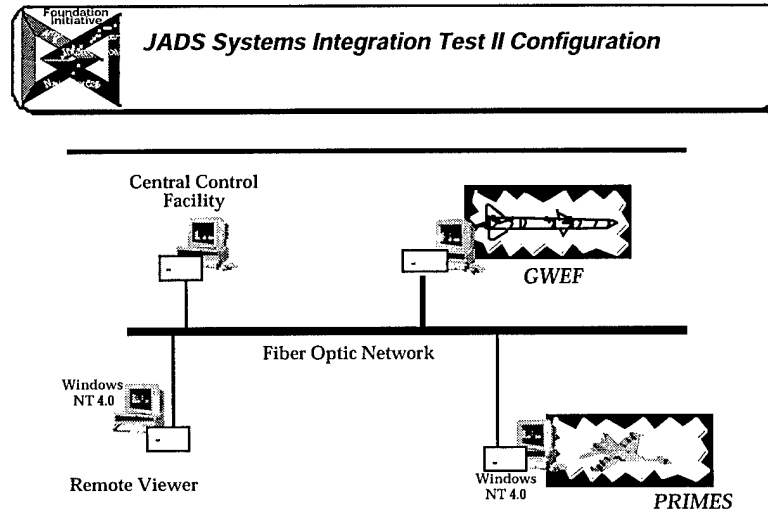 Foundation
Initiative
JADS Systems Integration Test II Configuration
Central Control
Facility
GWEF
Fiber Optic Network
Windows
NT 4.0
Remote Viewer
Windows
NT 4.0
PRIMES